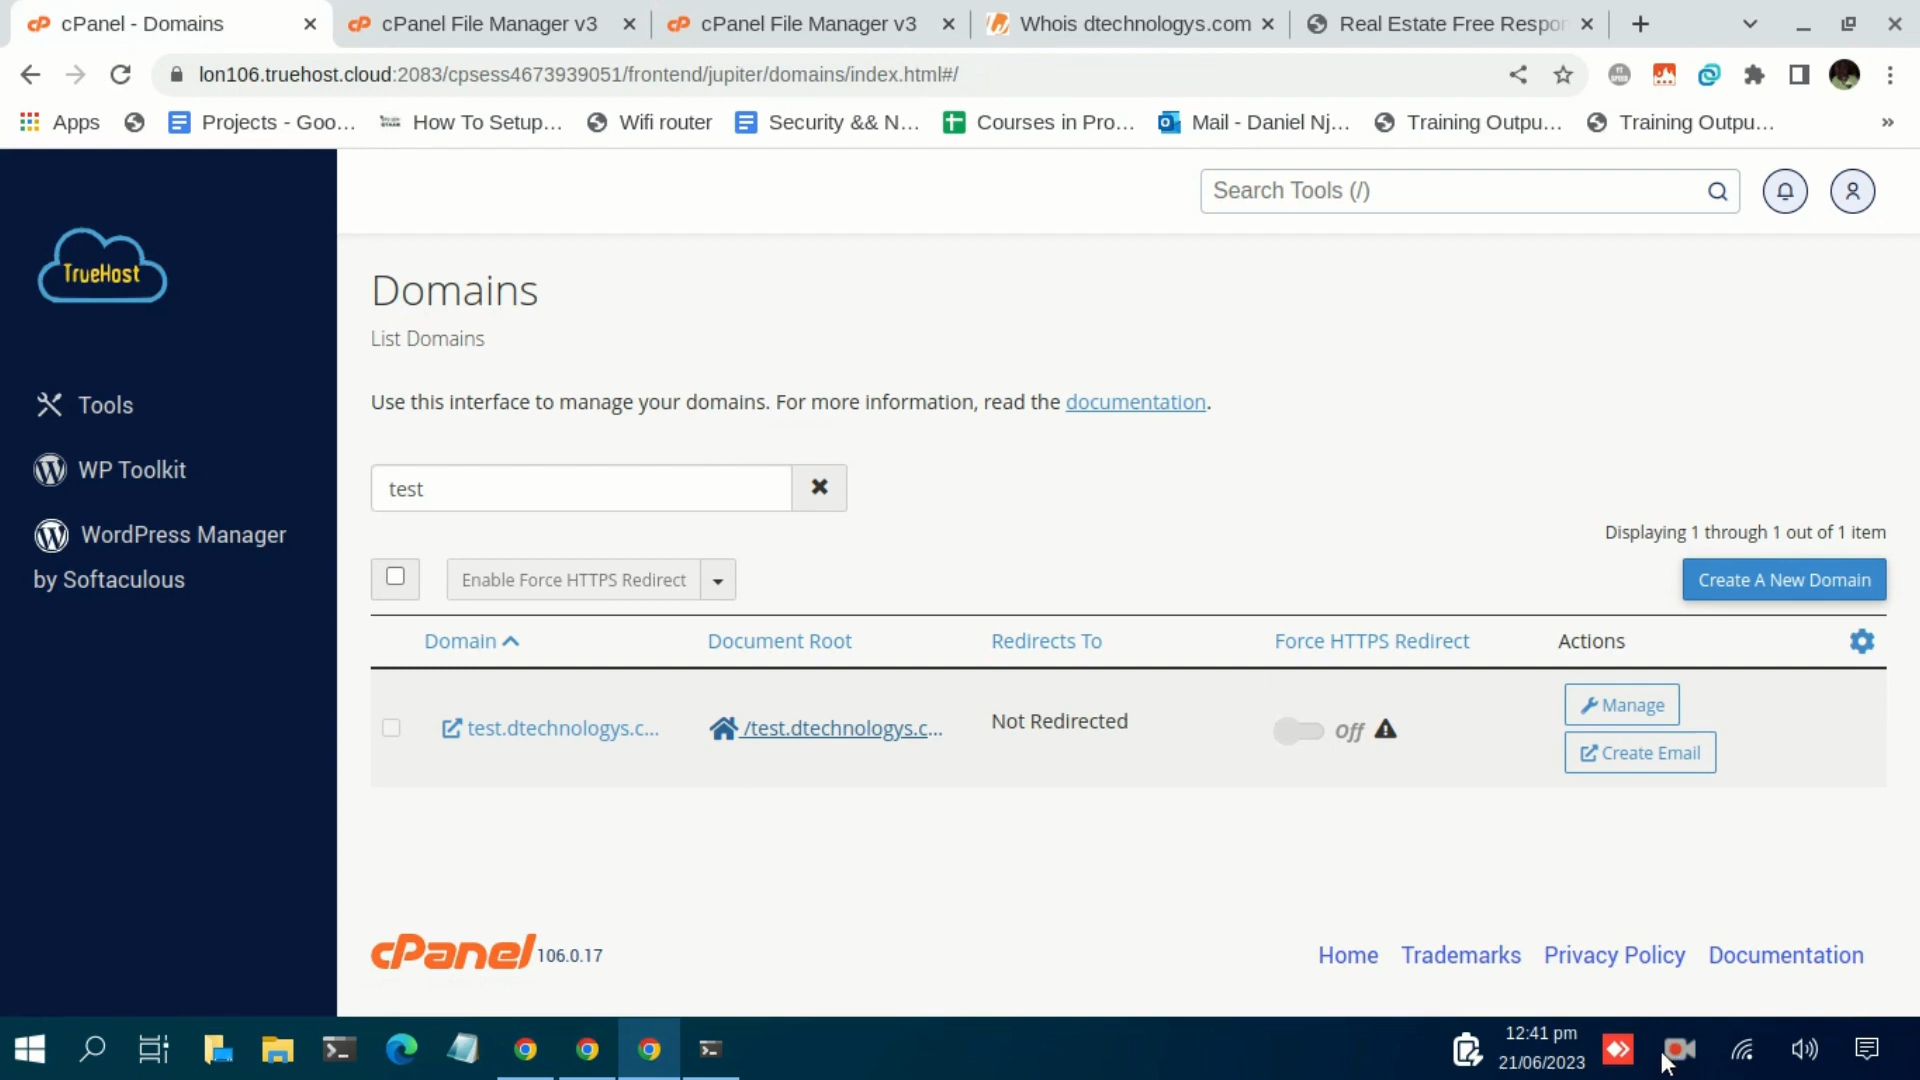 cPanel - Domains
cPanel File Manager v3
cPanel File Manager v3
Whois dtechnologys.com
Real Estate Free Respon
lon106.truehost.cloud:2083/cpsess4673939051/frontend/jupiter/domains/index.html#/
Apps
Projects - Goo...
How To Setup...
Wifi router
Security && N...
Courses in Pro...
Mail - Daniel Nj...
Training Outpu...
Training Outpu...
»
Search Tools (/)
TrueHost
Tools
WP Toolkit
WordPress Manager
by Softaculous
Domains
List Domains
Use this interface to manage your domains. For more information, read the documentation.
test
Displaying 1 through 1 out of 1 item
Enable Force HTTPS Redirect
Create A New Domain
Domain
Document Root
Redirects To
Force HTTPS Redirect
Actions
test.dtechnologys.c...
/test.dtechnologys.c...
Not Redirected
Off
Manage
Create Email
cPanel 106.0.17
Home
Trademarks
Privacy Policy
Documentation
12:41 pm
21/06/2023